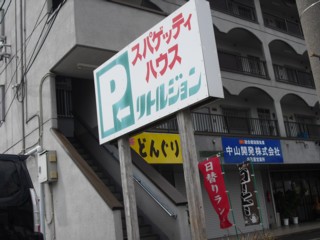 スパゲッティ
ハウス
P
リトルジョン
どんぐり
中山開発株式会社
日替りラン